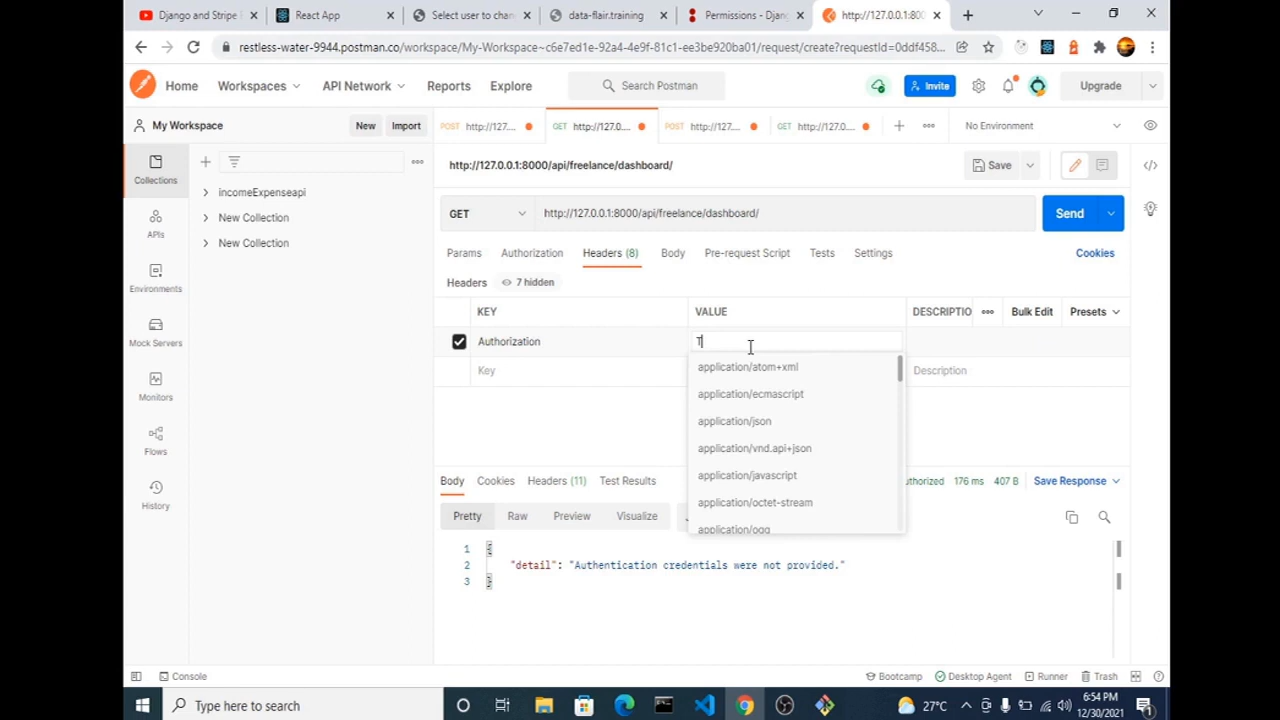 Django and Stripe
React App
Select user to chan
data-flair.training
Permissions - Djang
http://127.0.0.1:800
restless-water-9944.postman.co/workspace/My-Workspace~c6e7ed1e-92a4-4e9f-81c1-ee3be920ba01/request/create?requestId=0ddf458...
Home
Workspaces
API Network
Reports
Explore
Search Postman
Invite
Upgrade
My Workspace
New
Import
POST http://127....
GET http://127.0....
POST http://127....
GET http://127.0....
No Environment
Collections
APIs
Environments
Mock Servers
Monitors
Flows
History
incomeExpenseapi
New Collection
New Collection
http://127.0.0.1:8000/api/freelance/dashboard/
Save
GET
http://127.0.0.1:8000/api/freelance/dashboard/
Send
Params
Authorization
Headers (8)
Body
Pre-request Script
Tests
Settings
Cookies
Headers
7 hidden
KEY
VALUE
DESCRIPTIO
Bulk Edit
Presets
Authorization
T
Key
Description
application/atom+xml
application/ecmascript
application/json
application/vnd.api+json
application/javascript
application/octet-stream
application/ogg
Body
Cookies
Headers (11)
Test Results
uthorized
176 ms
407 B
Save Response
Pretty
Raw
Preview
Visualize
1 {
2 "detail": "Authentication credentials were not provided."
3 }
Console
Bootcamp
Desktop Agent
Runner
Trash
Type here to search
27°C
6:54 PM
12/30/2021
1